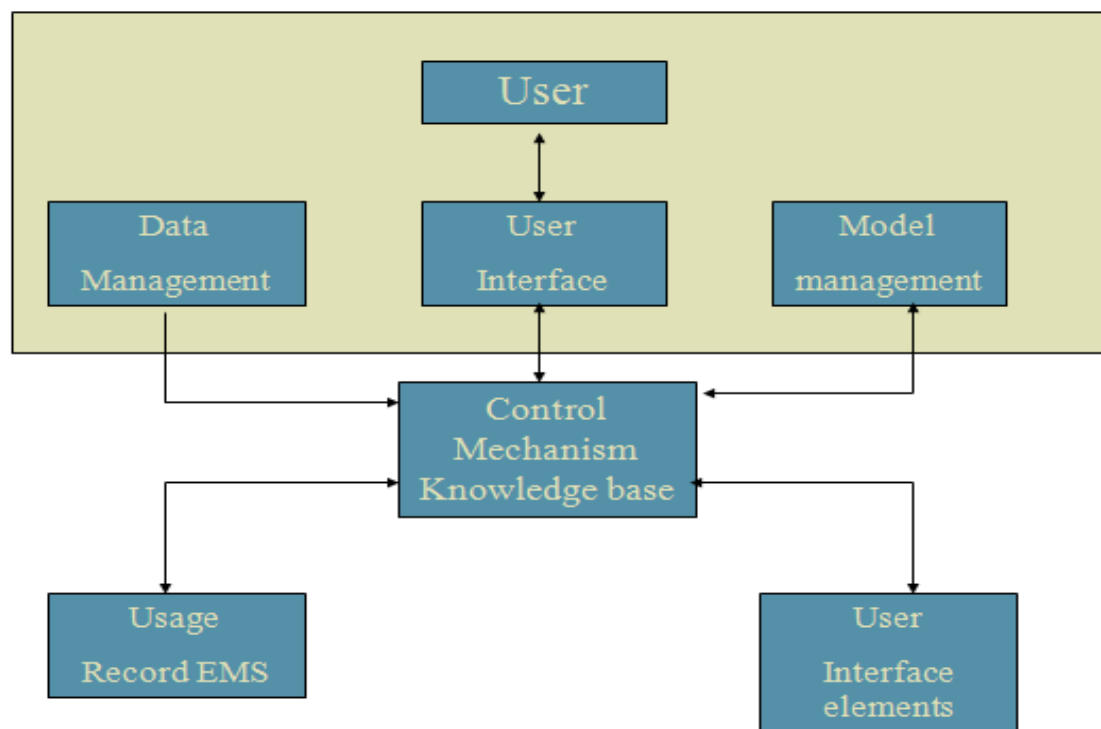 User
Data
Management
User
Interface
Model
management
Control
Mechanism
Knowledge base
Usage
Record EMS
User
Interface
elements